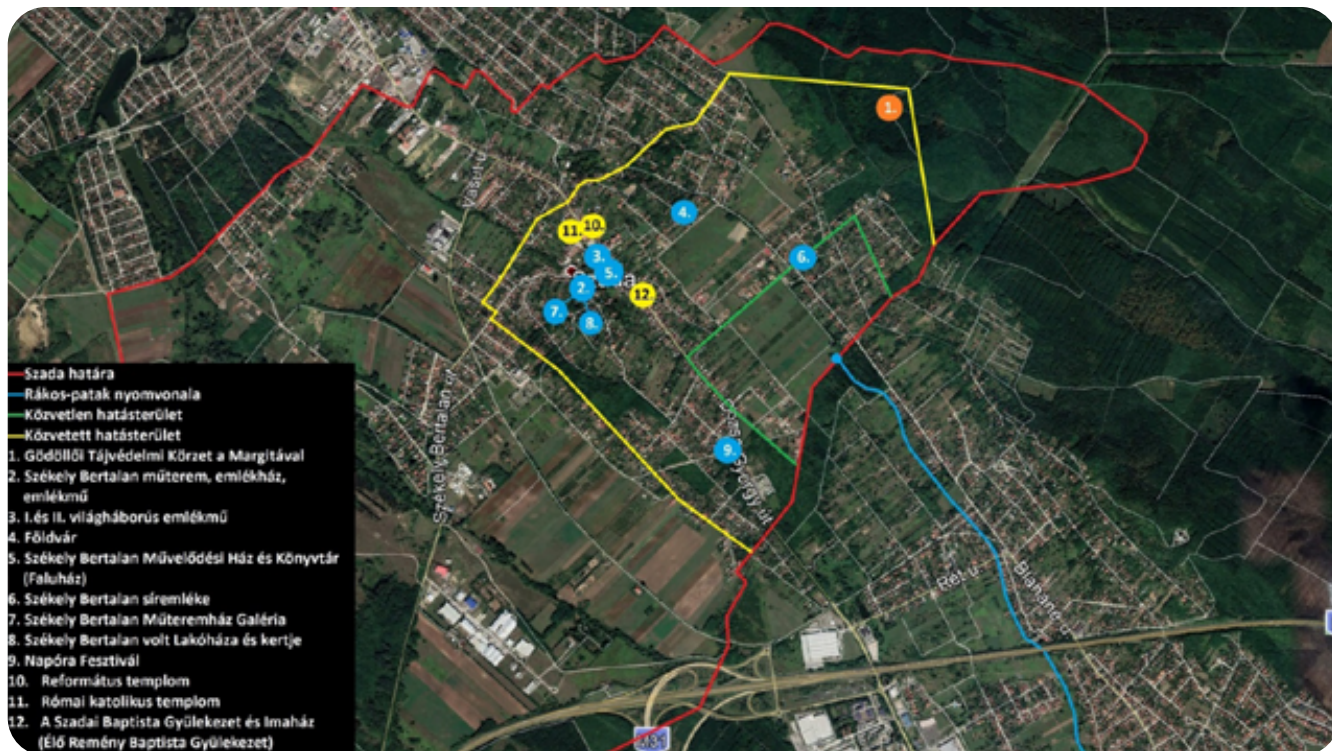 1.
4.
10.
11.
3.
6.
5.
2.
12.
7.
8.
9.
Székely Bertalan út
Rét u.
Szada határa
Rákos-patak nyomvonala
Közvetlen hatásterület
Közvetett hatásterület
1. Gödöllői Tájvédelmi Körzet a Margitával
2. Székely Bertalan műterem, emlékház,
emlékmű
3. I.és II. világháborús emlékmű
4. Földvár
5. Székely Bertalan Művelődési Ház és Könyvtár
(Faluház)
6. Székely Bertalan síremléke
7. Székely Bertalan Műteremház Galéria
8. Székely Bertalan volt Lakóháza és kertje
9. Napóra Fesztivál
10. Református templom
11. Római katolikus templom
12. A Szadai Baptista Gyülekezet és Imaház
(Élő Remény Baptista Gyülekezet)